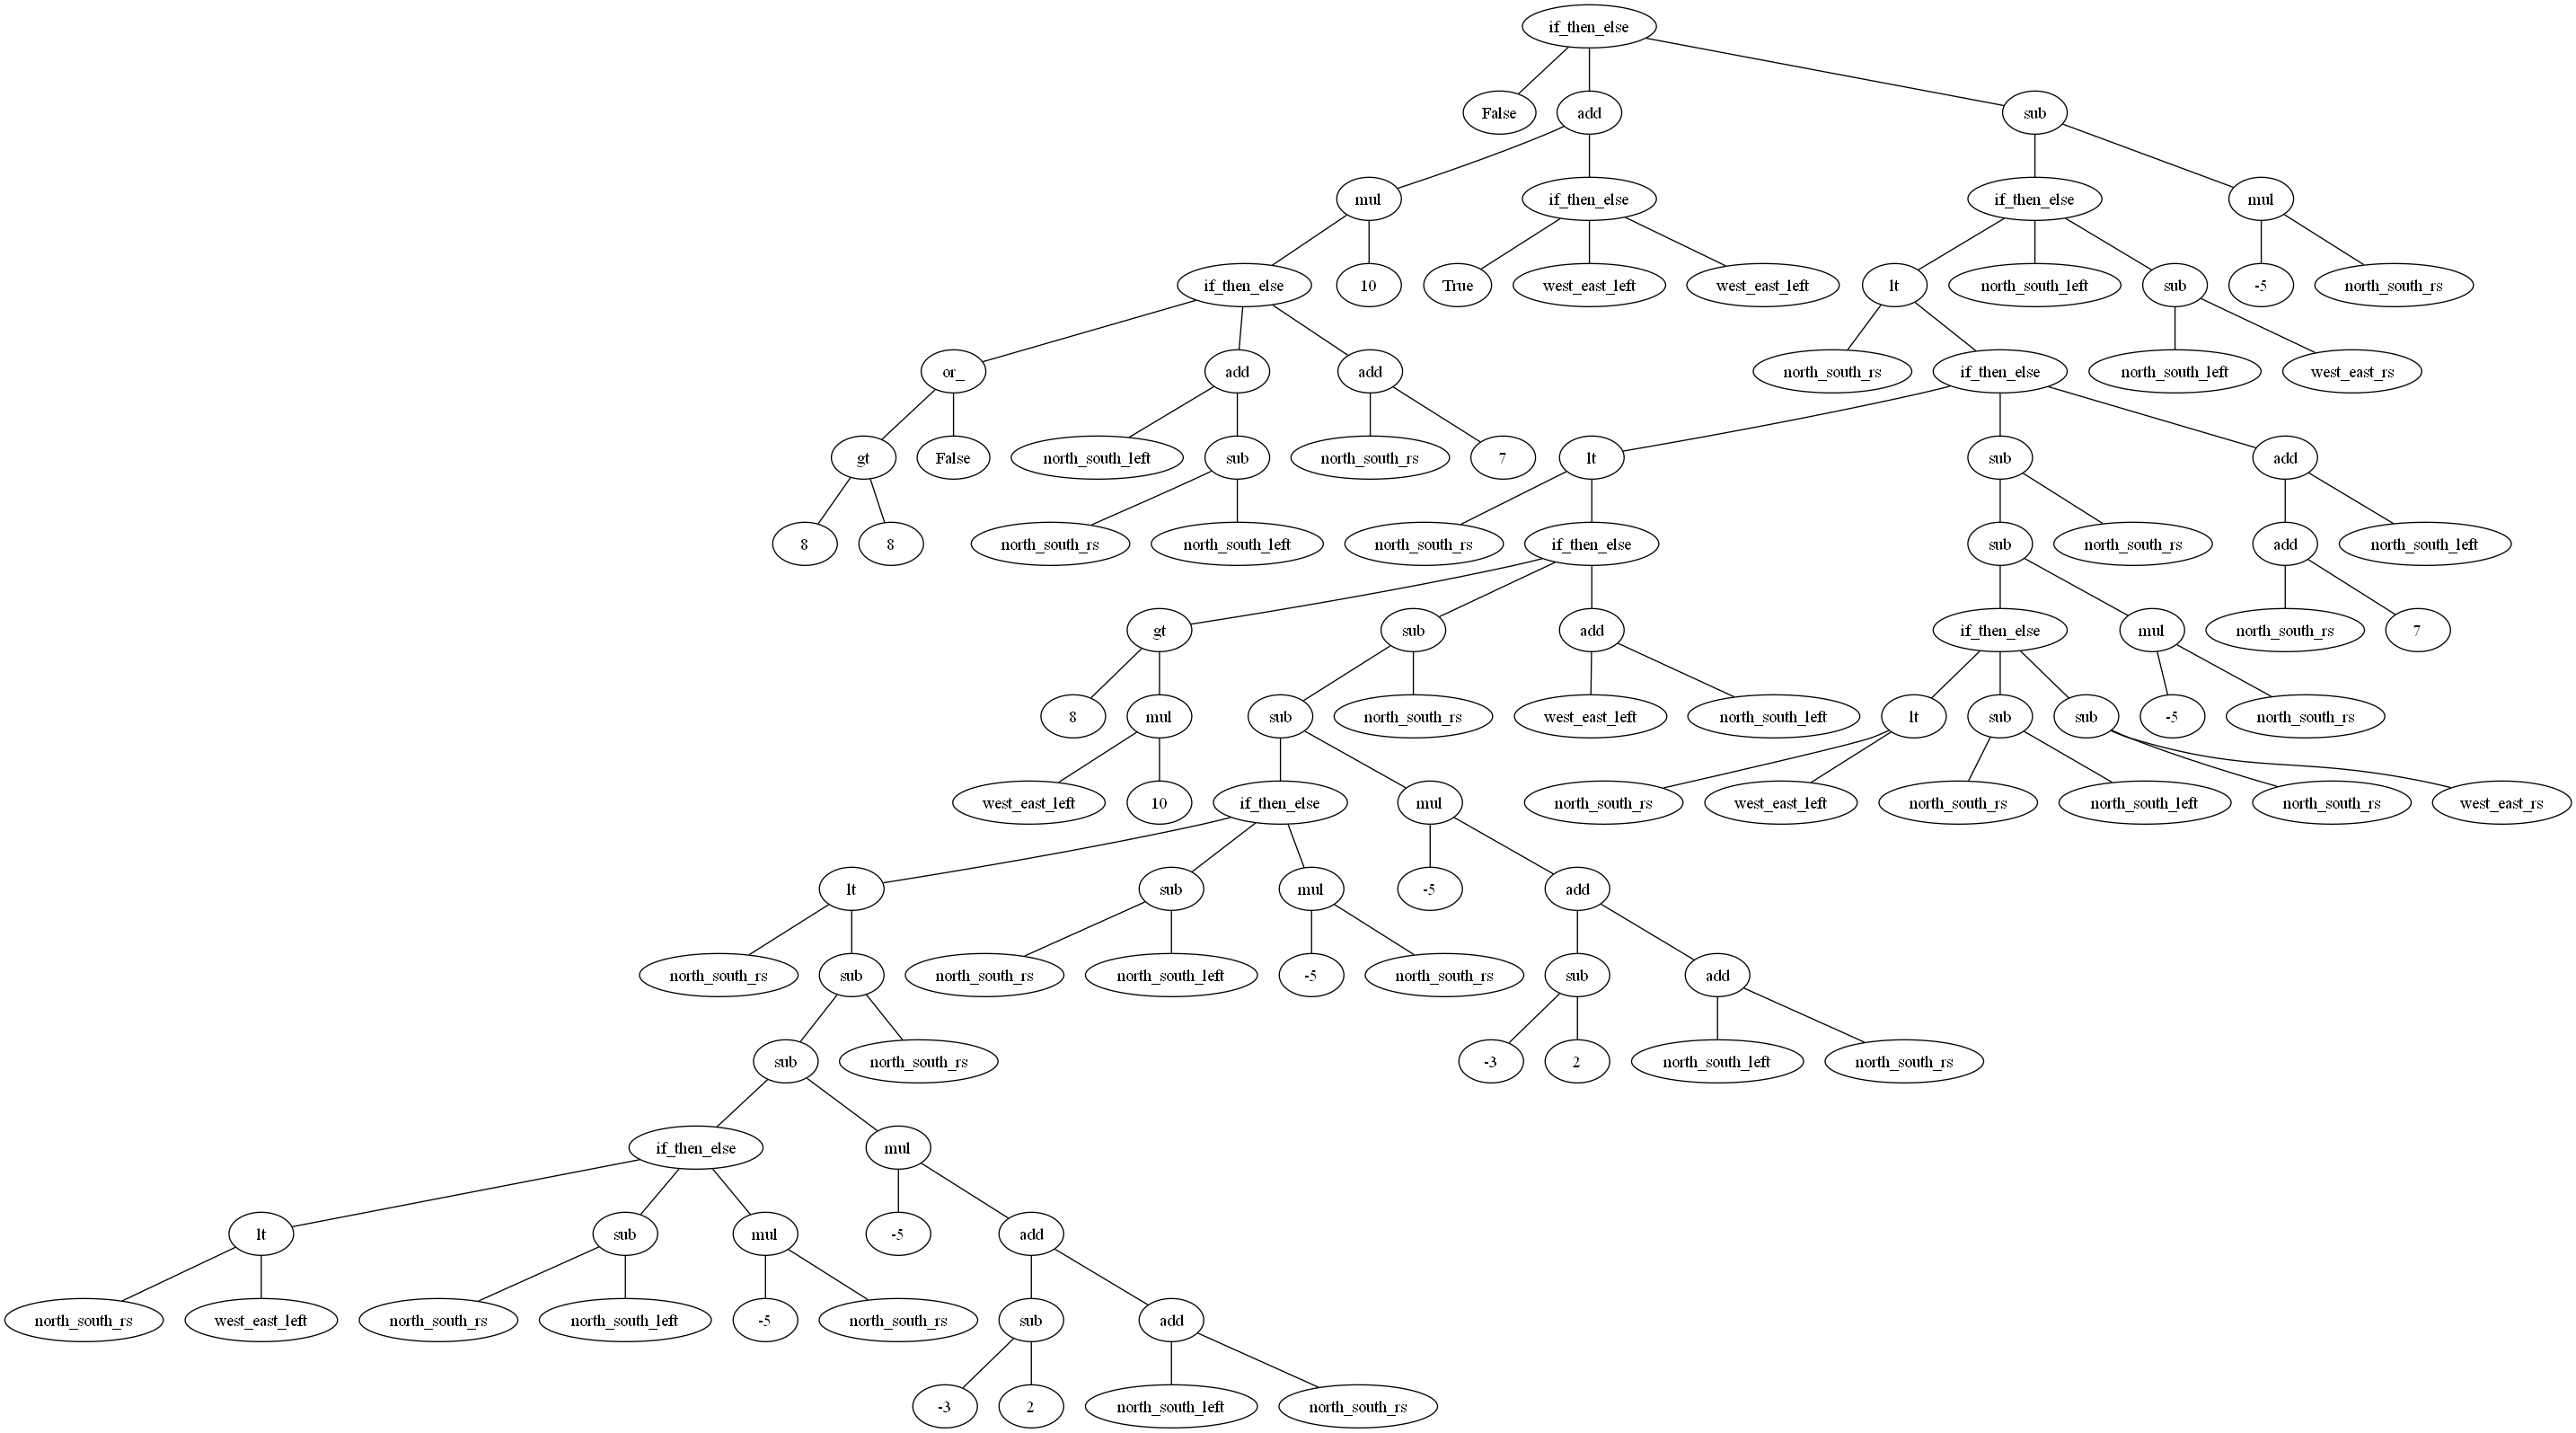 if_then_else
False add sub
mul if_then_else if_then_else mul
if_then_else 10 True west_east_left west_east_left lt north_south_left sub -5 north_south_rs
or_ add add north_south_rs if_then_else north_south_left west_east_rs
gt False north_south_left sub north_south_rs 7 lt sub add
8 8 north_south_rs north_south_left north_south_rs if_then_else sub north_south_rs add north_south_left
gt sub add if_then_else mul north_south_rs 7
8 mul sub north_south_rs west_east_left north_south_left lt sub sub -5 north_south_rs
west_east_left 10 if_then_else mul north_south_rs west_east_left north_south_rs north_south_left north_south_rs west_east_rs
lt sub mul -5 add
north_south_rs sub north_south_rs north_south_left -5 north_south_rs sub add
sub north_south_rs -3 2 north_south_left north_south_rs
if_then_else mul
lt sub mul -5 add
north_south_rs west_east_left north_south_rs north_south_left -5 north_south_rs sub add
-3 2 north_south_left north_south_rs